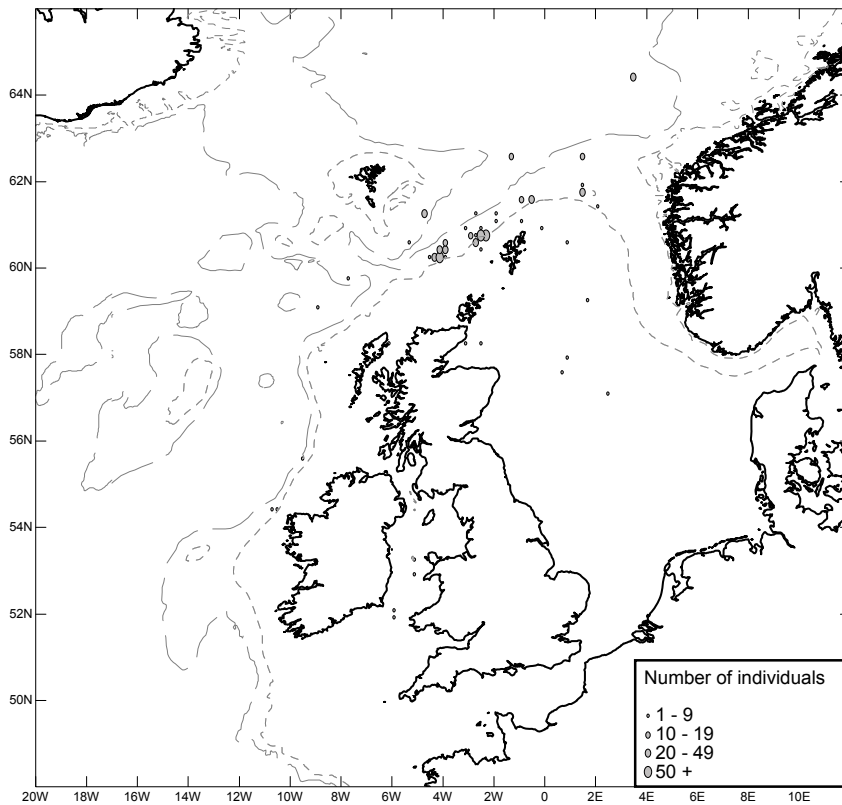 64N
62N
60N
58N
56N
54N
52N
50N
Number of individuals
1 - 9
10 - 19
20 - 49
50 +
20W 18W 16W 14W 12W 10W 8W 6W 4W 2W 0 2E 4E 6E 8E 10E